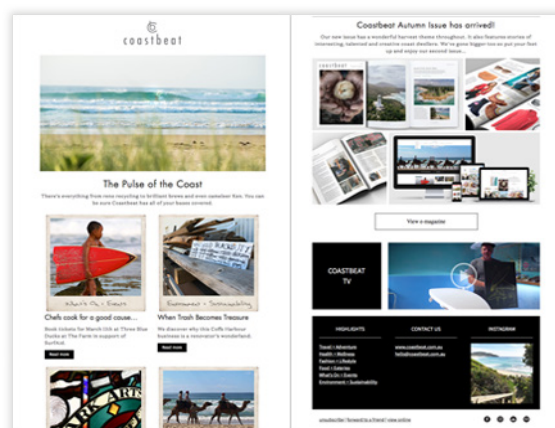 coastbeat
The Pulse of the Coast
There's everything from reno recycling to brilliant brews and even cameleer fun. You can
be sure Coastbeat has all of your bases covered.
What's On + Events
Environment + Sustainability
Chefs cook for a good cause...
When Trash Becomes Treasure
Book tickets for March 15th at Three Blue
Ducks at The Farm in support of
SurfAid.
We discover why this Coffs Harbour
business is a renovator's wonderland.
Read more
Read more
Coastbeat Autumn Issue has arrived!
Our new issue has a wonderful harvest theme throughout. It also features stories of
interesting, talented and creative coast dwellers. We've gone bigger too so put your feet
up and enjoy our second issue...
View e magazine
COASTBEAT
TV
HIGHLIGHTS
CONTACT US
INSTAGRAM
Travel + Adventure
Health + Wellness
Fashion + Lifestyle
Food + Eateries
What's On + Events
Environment + Sustainability
www.coastbeat.com.au
hello@coastbeat.com.au
unsubscribe | forward to a friend | view online